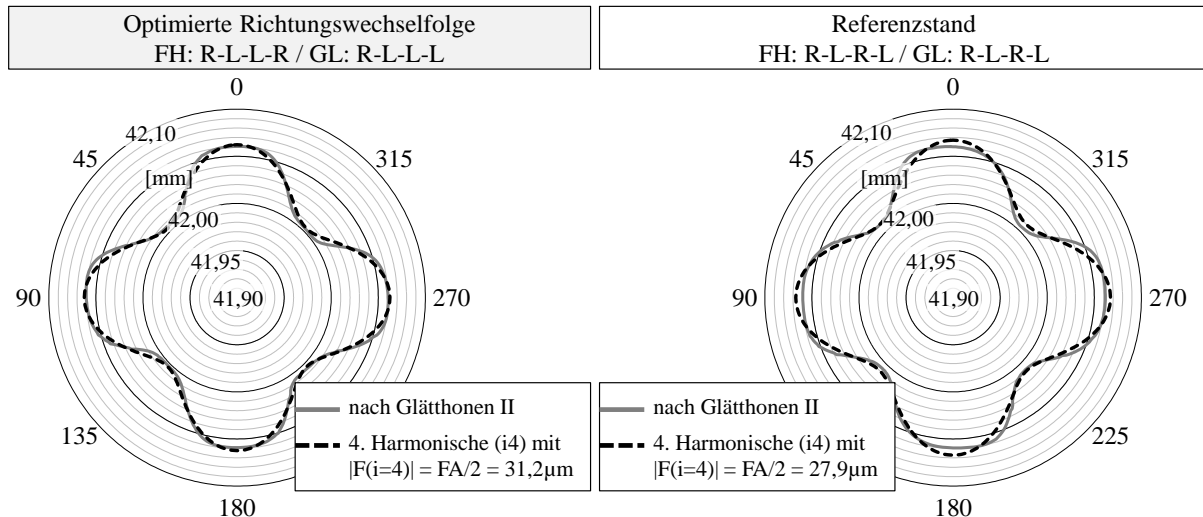 Optimierte Richtungswechselfolge
FH: R-L-L-R / GL: R-L-L-L
Referenzstand
FH: R-L-R-L / GL: R-L-R-L
0
42,10
45
315
[mm]
42,00
41,95
90
41,90
270
135
180
nach Glätthonen II
4. Harmonische (i4) mit
|F(i=4)| = FA/2 = 31,2µm
0
42,10
45
315
[mm]
42,00
41,95
90
41,90
270
225
180
nach Glätthonen II
4. Harmonische (i4) mit
|F(i=4)| = FA/2 = 27,9µm